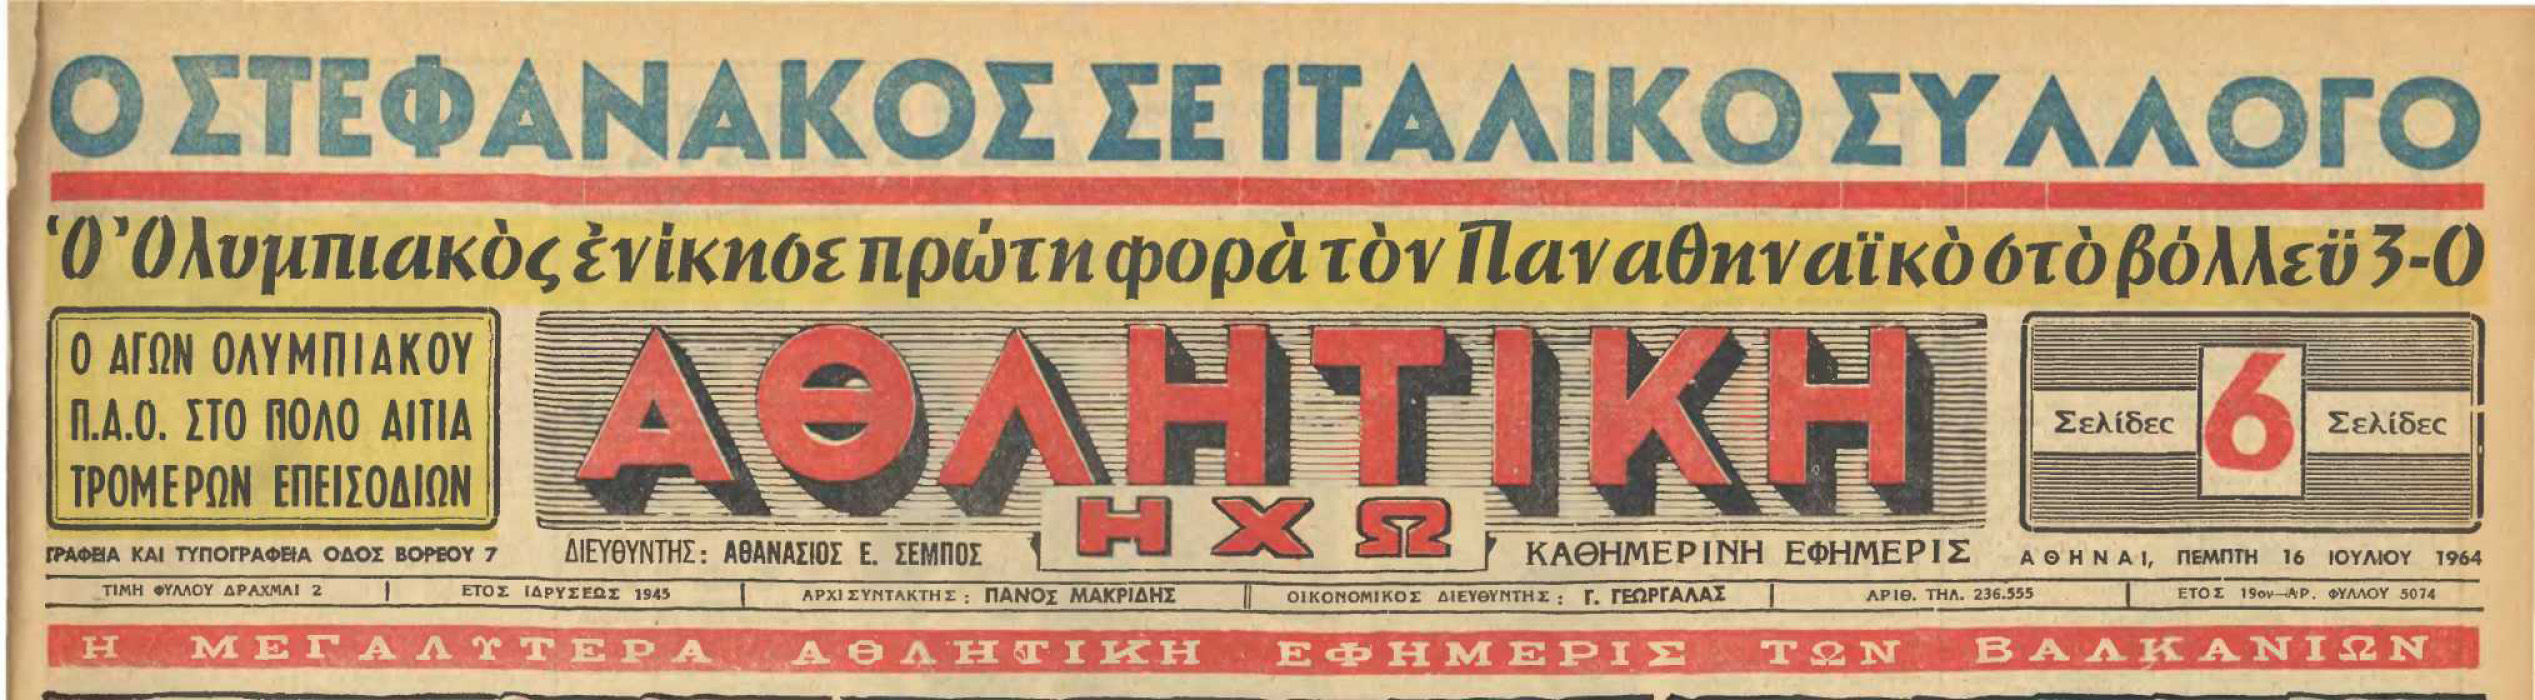 Ο ΣΤΕΦΑΝΑΚΟΣ ΣΕ ΙΤΑΛΙΚΟ ΣΥΛΛΟΓΟ
Ὁ Ὀλυμπιακὸς ἐνίκησε πρώτη φορὰ τὸν Παναθηναϊκὸ στὸ βόλλεϋ 3-0
Ο ΑΓΩΝ ΟΛΥΜΠΙΑΚΟΥ
Π.Α.Ο. ΣΤΟ ΠΟΛΟ ΑΙΤΙΑ
ΤΡΟΜΕΡΩΝ ΕΠΕΙΣΟΔΙΩΝ
ΑΘΛΗΤΙΚΗ
ΗΧΩ
Σελίδες 6 Σελίδες
ΓΡΑΦΕΙΑ ΚΑΙ ΤΥΠΟΓΡΑΦΕΙΑ ΟΔΟΣ ΒΟΡΕΟΥ 7
ΔΙΕΥΘΥΝΤΗΣ: ΑΘΑΝΑΣΙΟΣ Ε. ΣΕΜΠΟΣ
ΚΑΘΗΜΕΡΙΝΗ ΕΦΗΜΕΡΙΣ
ΑΘΗΝΑΙ, ΠΕΜΠΤΗ 16 ΙΟΥΛΙΟΥ 1964
ΤΙΜΗ ΦΥΛΛΟΥ ΔΡΑΧΜΑΙ 2 | ΕΤΟΣ ΙΔΡΥΣΕΩΣ 1945 | ΑΡΧΙΣΥΝΤΑΚΤΗΣ: ΠΑΝΟΣ ΜΑΚΡΙΔΗΣ || ΟΙΚΟΝΟΜΙΚΟΣ ΔΙΕΥΘΥΝΤΗΣ: Γ. ΓΕΩΡΓΑΛΑΣ | ΑΡΙΘ. ΤΗΛ. 236.555 | ΕΤΟΣ 19ον—ΑΡ. ΦΥΛΛΟΥ 5074
Η ΜΕΓΑΛΥΤΕΡΑ ΑΘΛΗΤΙΚΗ ΕΦΗΜΕΡΙΣ ΤΩΝ ΒΑΛΚΑΝΙΩΝ